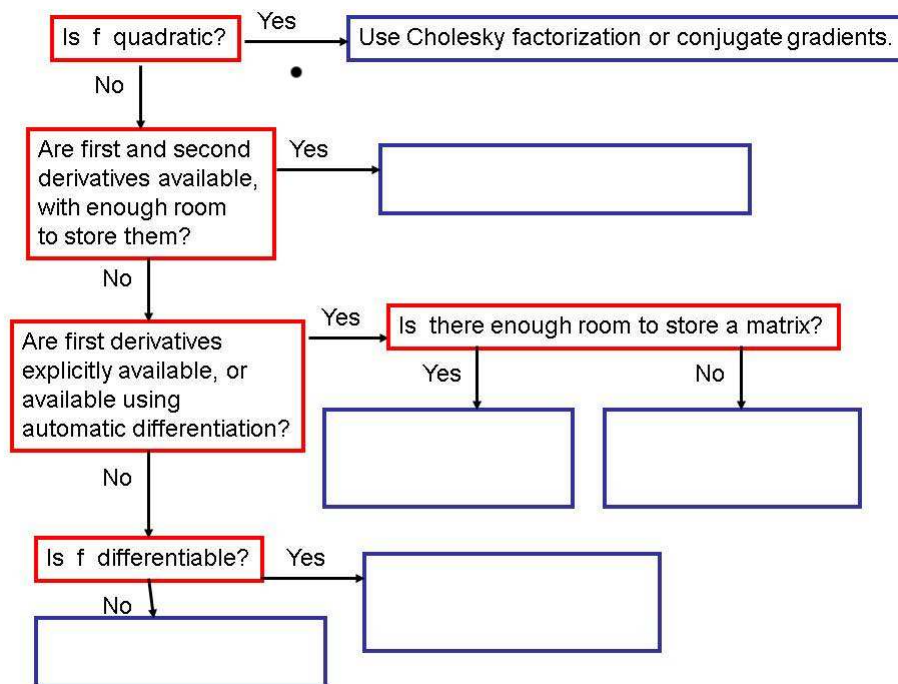 Is f quadratic?
Yes
Use Cholesky factorization or conjugate gradients.
No
Are first and second
derivatives available,
with enough room
to store them?
Yes
No
Are first derivatives
explicitly available, or
available using
automatic differentiation?
Yes
Is there enough room to store a matrix?
Yes
No
No
Is f differentiable?
Yes
No